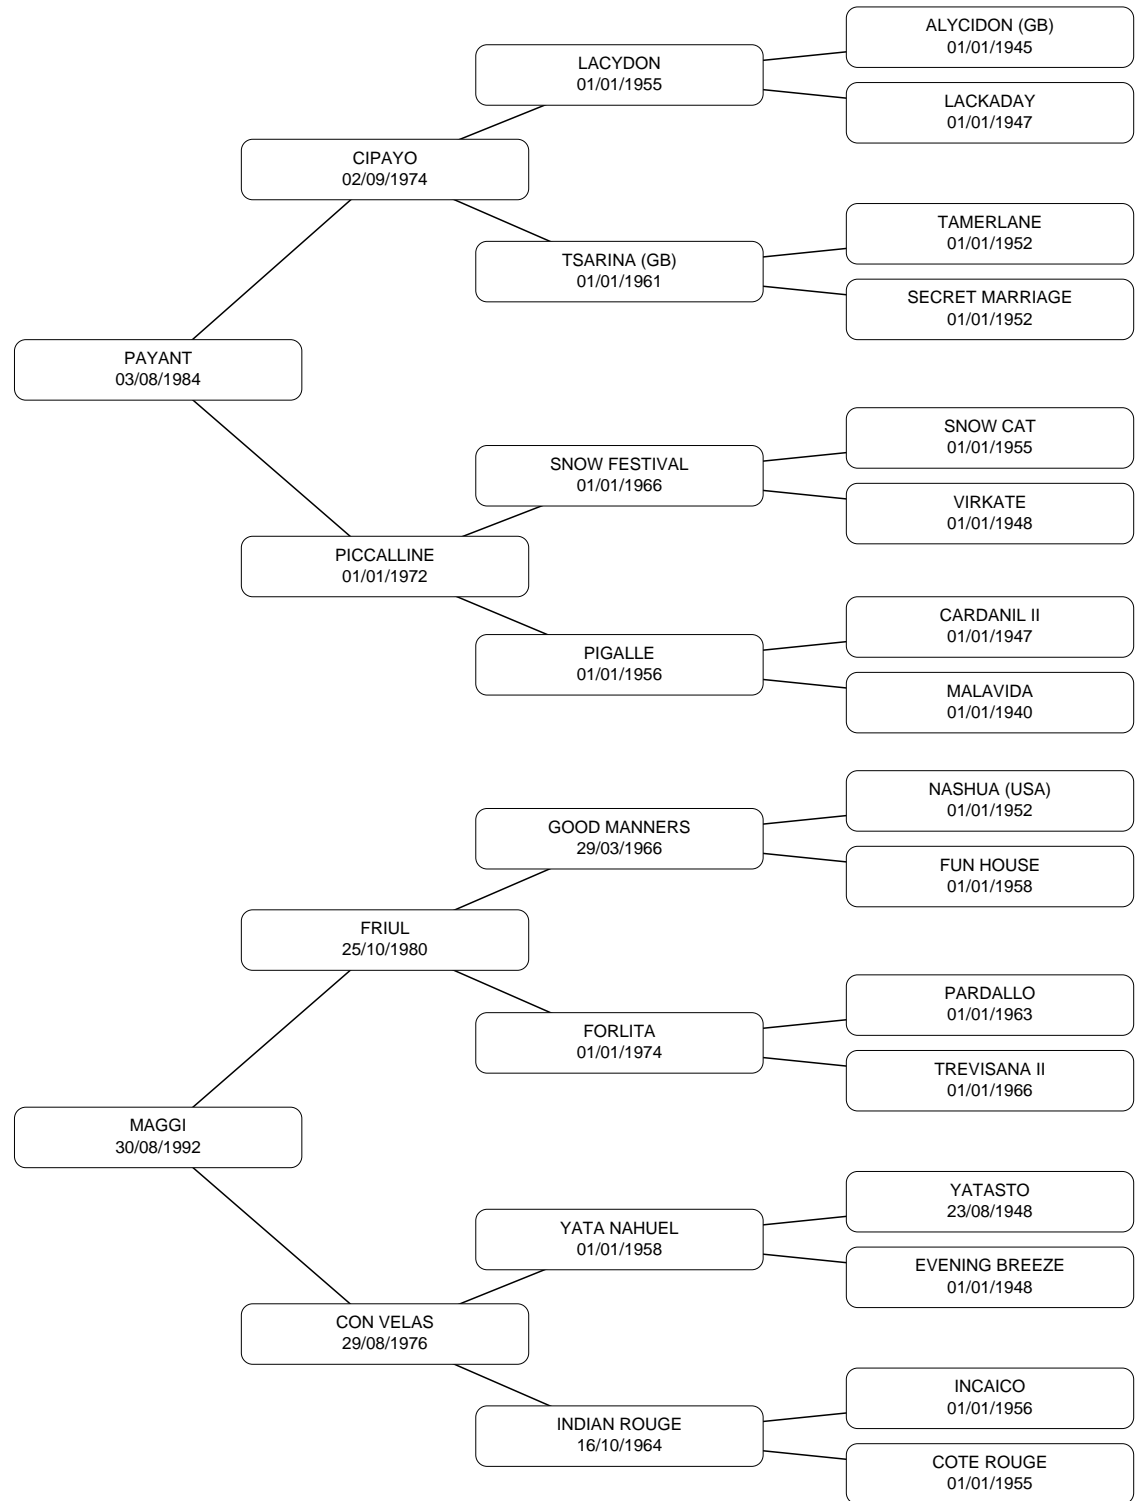 ALYCIDON (GB)
01/01/1945
LACYDON
01/01/1955
LACKADAY
01/01/1947
CIPAYO
02/09/1974
TAMERLANE
01/01/1952
TSARINA (GB)
01/01/1961
SECRET MARRIAGE
01/01/1952
PAYANT
03/08/1984
SNOW CAT
01/01/1955
SNOW FESTIVAL
01/01/1966
VIRKATE
01/01/1948
PICCALLINE
01/01/1972
CARDANIL II
01/01/1947
PIGALLE
01/01/1956
MALAVIDA
01/01/1940
NASHUA (USA)
01/01/1952
GOOD MANNERS
29/03/1966
FUN HOUSE
01/01/1958
FRIUL
25/10/1980
PARDALLO
01/01/1963
FORLITA
01/01/1974
TREVISANA II
01/01/1966
MAGGI
30/08/1992
YATASTO
23/08/1948
YATA NAHUEL
01/01/1958
EVENING BREEZE
01/01/1948
CON VELAS
29/08/1976
INCAICO
01/01/1956
INDIAN ROUGE
16/10/1964
COTE ROUGE
01/01/1955